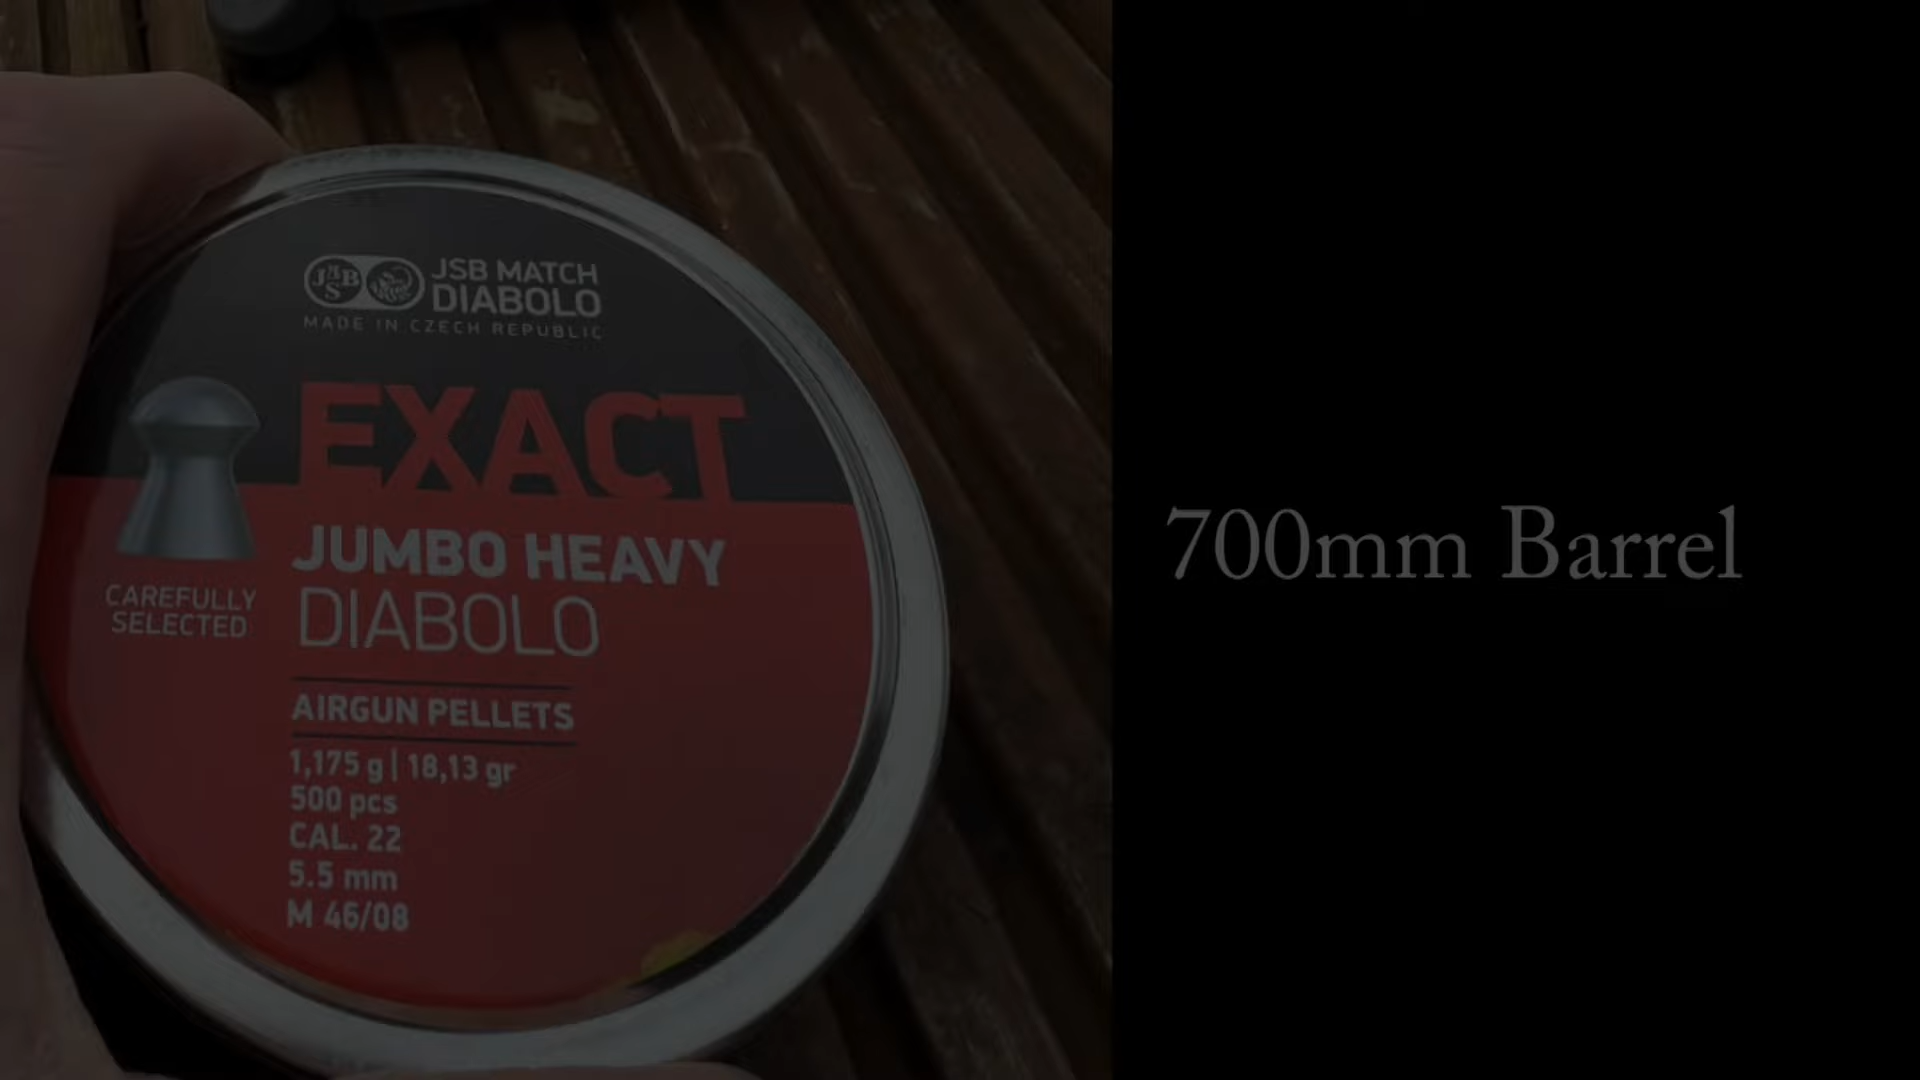 JMSB
JSB MATCH
DIABOLO
MADE IN CZECH REPUBLIC
EXACT
JUMBO HEAVY
DIABOLO
CAREFULLY
SELECTED
AIRGUN PELLETS
1,175 g | 18,13 gr
500 pcs
CAL. 22
5.5 mm
M 46/08
700mm Barrel